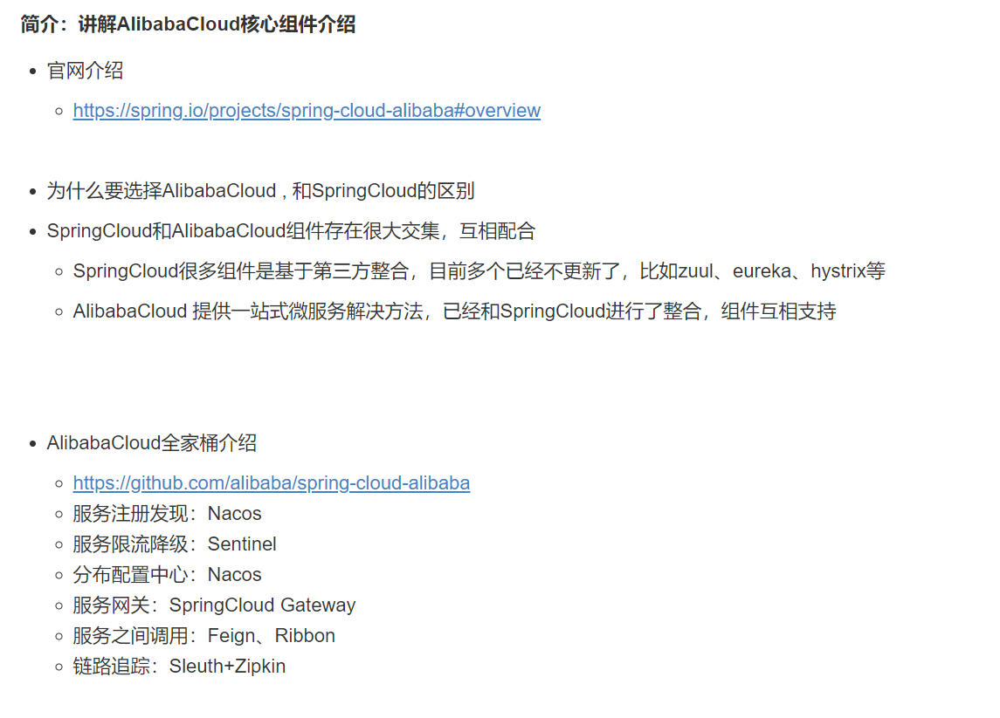 简介：讲解AlibabaCloud核心组件介绍
官网介绍
https://spring.io/projects/spring-cloud-alibaba#overview
为什么要选择AlibabaCloud , 和SpringCloud的区别
SpringCloud和AlibabaCloud组件存在很大交集，互相配合
SpringCloud很多组件是基于第三方整合，目前多个已经不更新了，比如zuul、eureka、hystrix等
AlibabaCloud 提供一站式微服务解决方法，已经和SpringCloud进行了整合，组件互相支持
AlibabaCloud全家桶介绍
https://github.com/alibaba/spring-cloud-alibaba
服务注册发现：Nacos
服务限流降级：Sentinel
分布配置中心：Nacos
服务网关：SpringCloud Gateway
服务之间调用：Feign、Ribbon
链路追踪：Sleuth+Zipkin